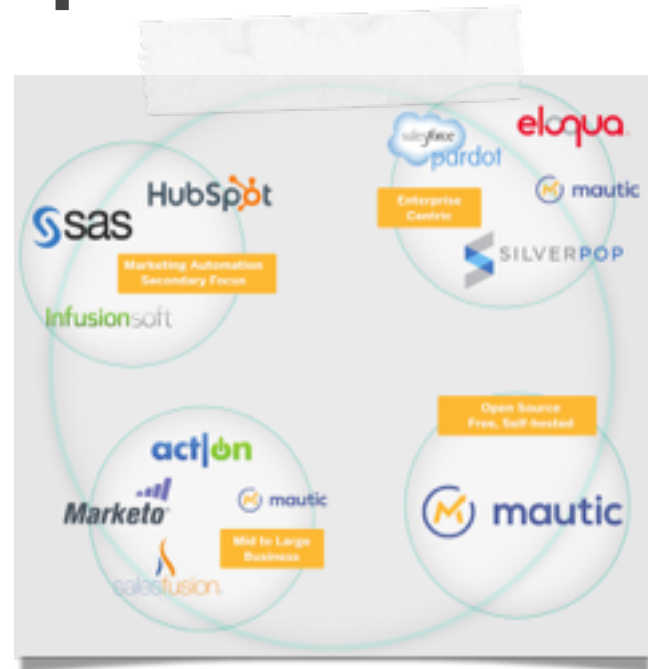 HubSpot
sas
Marketing Automation
Secondary Focus
Infusionsoft
salesforce
pardot
eloqua
Enterprise
Centric
mautic
SILVERPOP
act|on
Marketo
mautic
Mid to Large
Business
salesfusion
Open Source
Free, Self-hosted
mautic